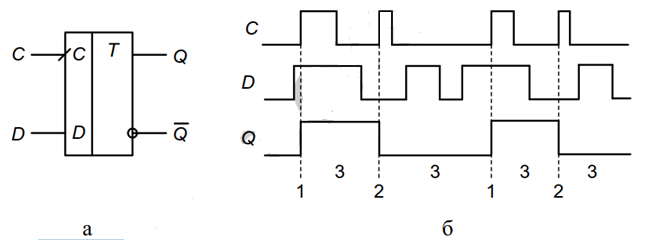 C C T Q
D D Q
C
D
Q
3 3 3 3
1 2 1 2
а б